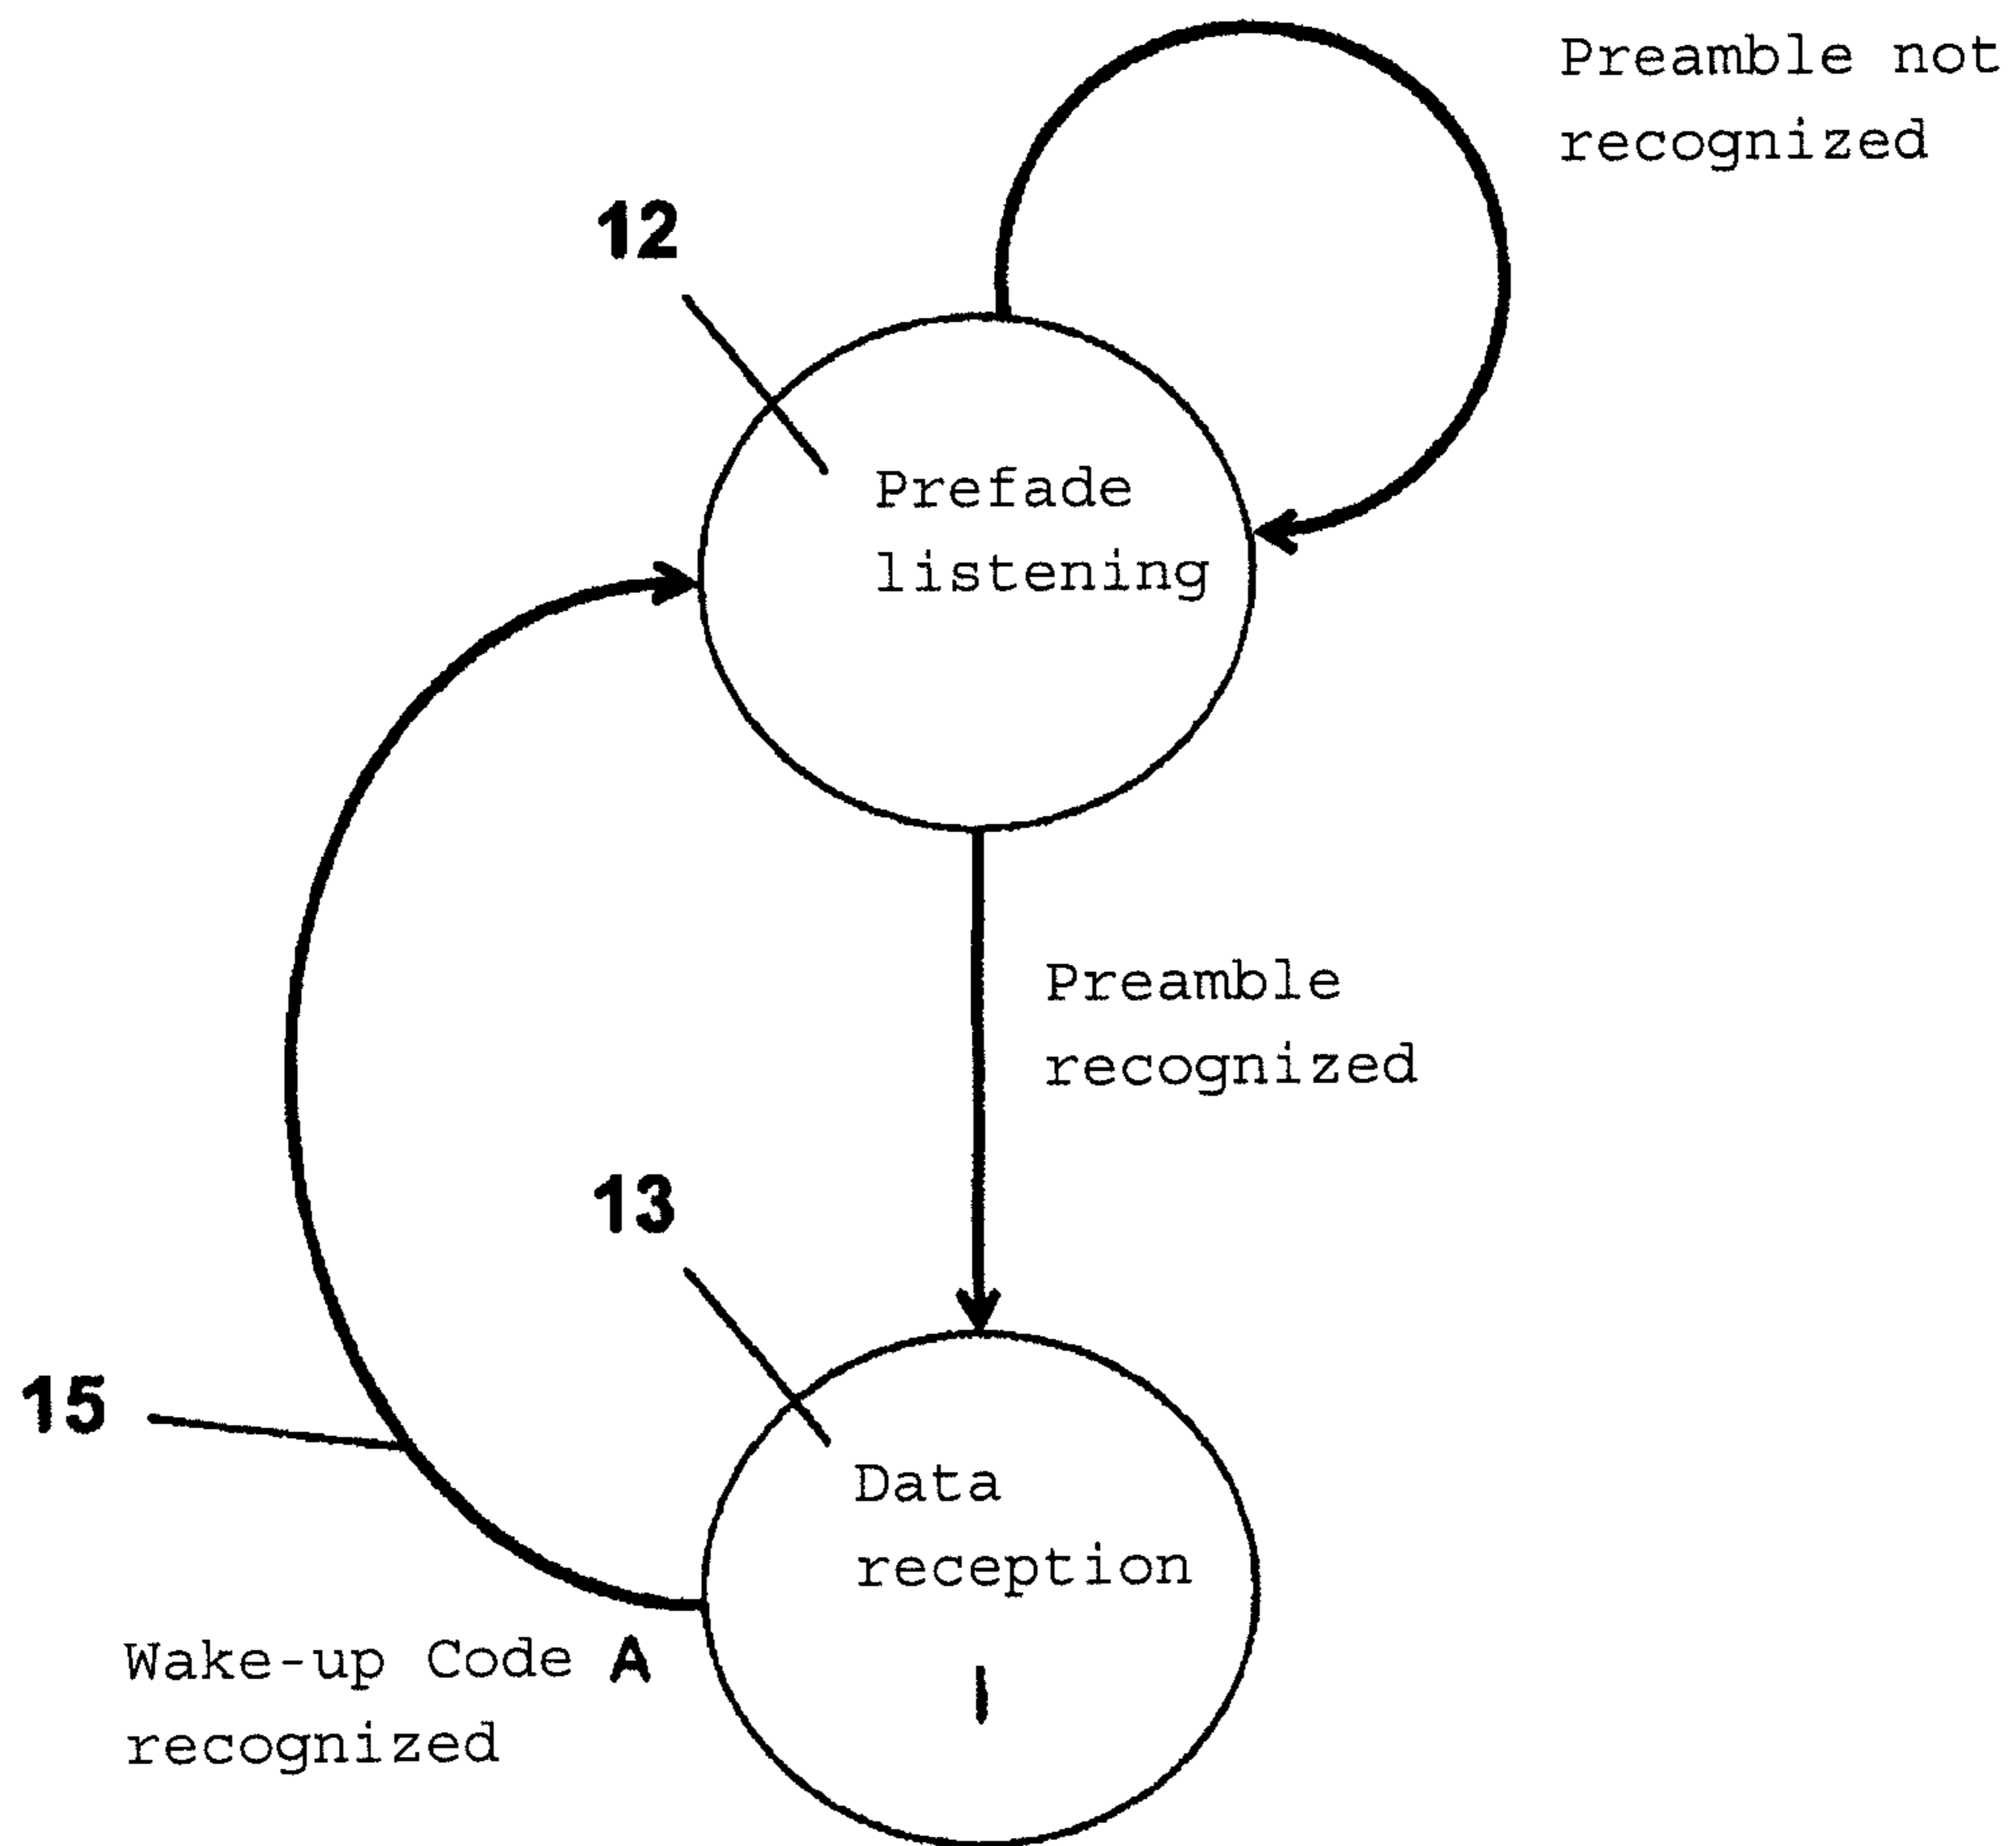 Preamble not
recognized
12
Prefade
listening
Preamble
recognized
13
15
Data
reception
Wake-up Code A
recognized
I